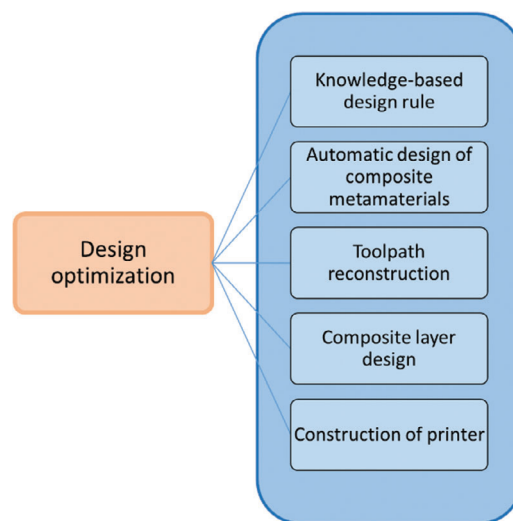 Design
optimization
Knowledge-based
design rule
Automatic design of
composite
metamaterials
Toolpath
reconstruction
Composite layer
design
Construction of printer